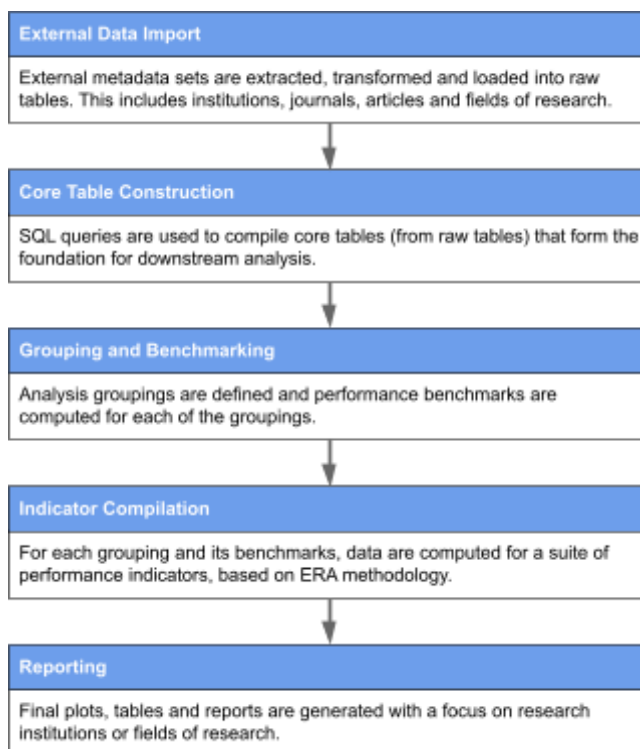 External Data Import
External metadata sets are extracted, transformed and loaded into raw
tables. This includes institutions, journals, articles and fields of research.
Core Table Construction
SQL queries are used to compile core tables (from raw tables) that form the
foundation for downstream analysis.
Grouping and Benchmarking
Analysis groupings are defined and performance benchmarks are
computed for each of the groupings.
Indicator Compilation
For each grouping and its benchmarks, data are computed for a suite of
performance indicators, based on ERA methodology.
Reporting
Final plots, tables and reports are generated with a focus on research
institutions or fields of research.